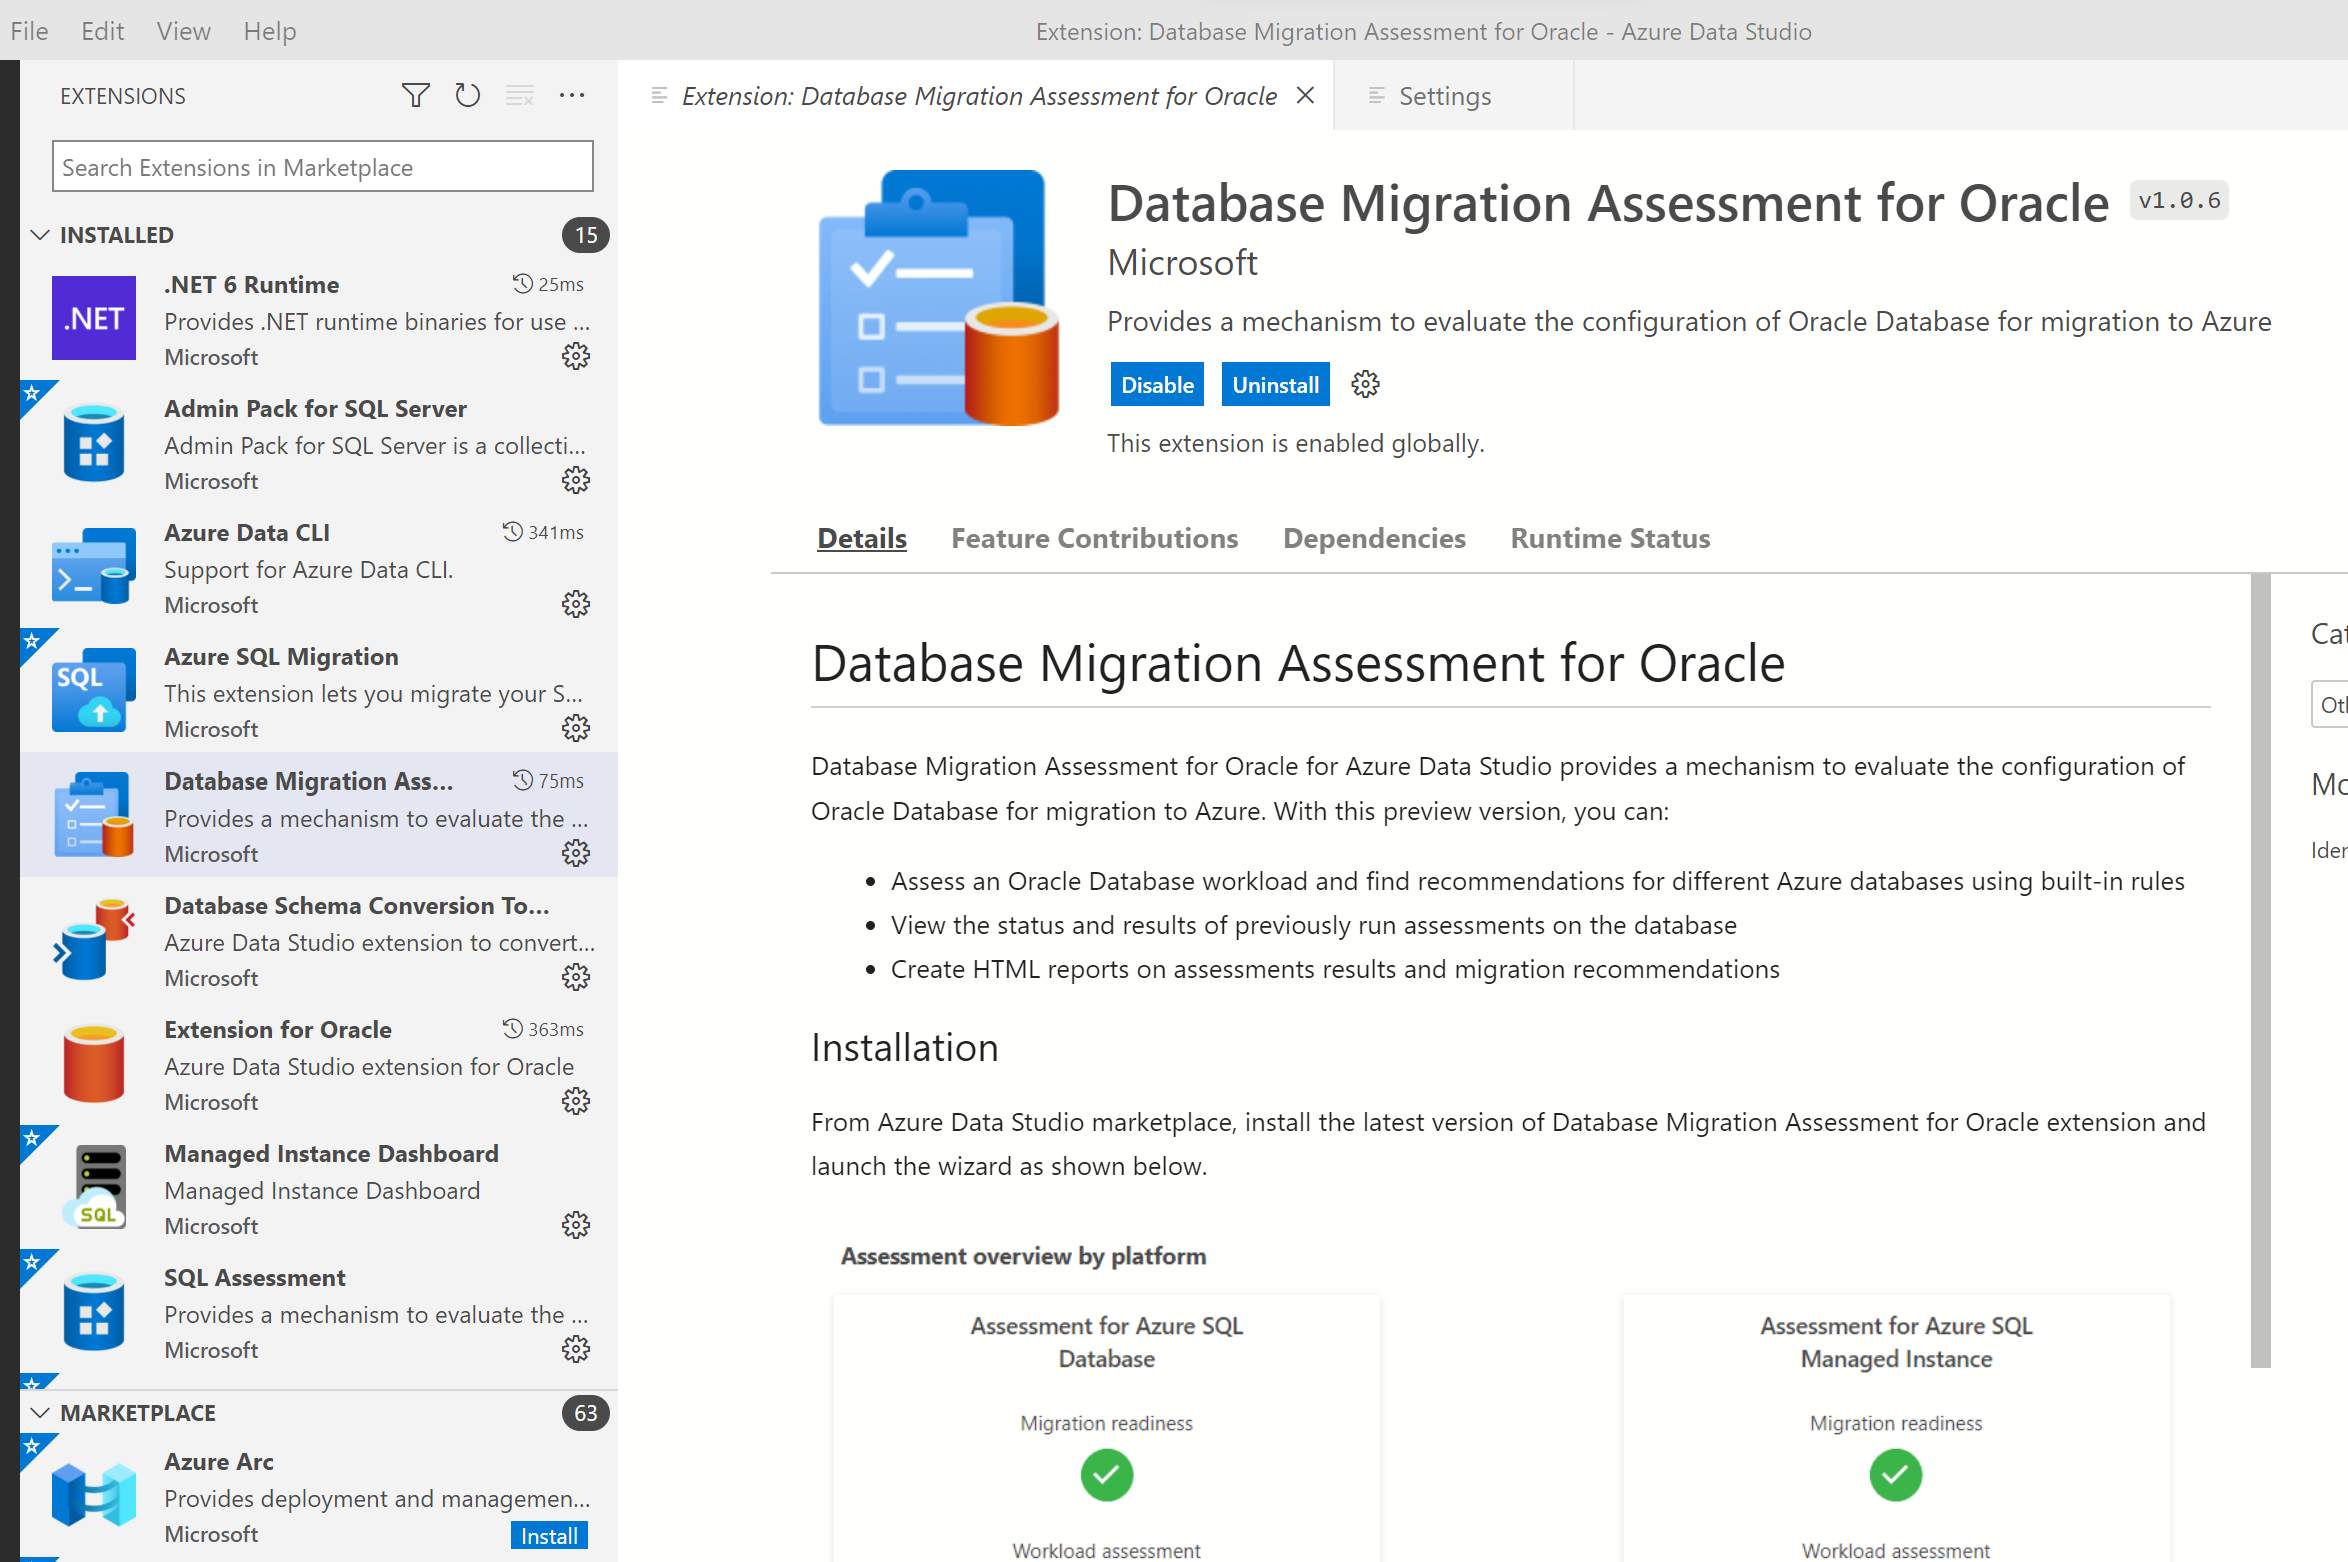 File Edit View Help
Extension: Database Migration Assessment for Oracle - Azure Data Studio
EXTENSIONS
Search Extensions in Marketplace
INSTALLED 15
.NET
.NET 6 Runtime 25ms
Provides .NET runtime binaries for use ...
Microsoft
Admin Pack for SQL Server
Admin Pack for SQL Server is a collecti...
Microsoft
Azure Data CLI 341ms
Support for Azure Data CLI.
Microsoft
SQL
Azure SQL Migration
This extension lets you migrate your S...
Microsoft
Database Migration Ass... 75ms
Provides a mechanism to evaluate the ...
Microsoft
Database Schema Conversion To...
Azure Data Studio extension to convert...
Microsoft
Extension for Oracle 363ms
Azure Data Studio extension for Oracle
Microsoft
SQL
Managed Instance Dashboard
Managed Instance Dashboard
Microsoft
SQL Assessment
Provides a mechanism to evaluate the ...
Microsoft
MARKETPLACE 63
Azure Arc
Provides deployment and managemen...
Microsoft Install
Extension: Database Migration Assessment for Oracle
Settings
Database Migration Assessment for Oracle v1.0.6
Microsoft
Provides a mechanism to evaluate the configuration of Oracle Database for migration to Azure
Disable Uninstall
This extension is enabled globally.
Details Feature Contributions Dependencies Runtime Status
Database Migration Assessment for Oracle
Database Migration Assessment for Oracle for Azure Data Studio provides a mechanism to evaluate the configuration of
Oracle Database for migration to Azure. With this preview version, you can:
• Assess an Oracle Database workload and find recommendations for different Azure databases using built-in rules
• View the status and results of previously run assessments on the database
• Create HTML reports on assessments results and migration recommendations
Installation
From Azure Data Studio marketplace, install the latest version of Database Migration Assessment for Oracle extension and
launch the wizard as shown below.
Assessment overview by platform
Assessment for Azure SQL
Database
Migration readiness
Workload assessment
Assessment for Azure SQL
Managed Instance
Migration readiness
Workload assessment